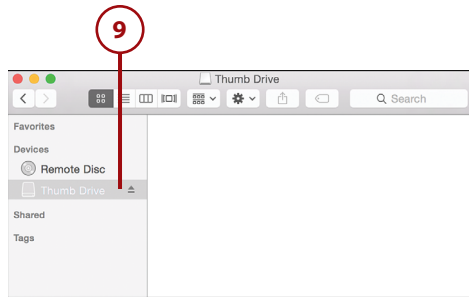 9
Thumb Drive
Search
Favorites
Devices
Remote Disc
Thumb Drive
Shared
Tags